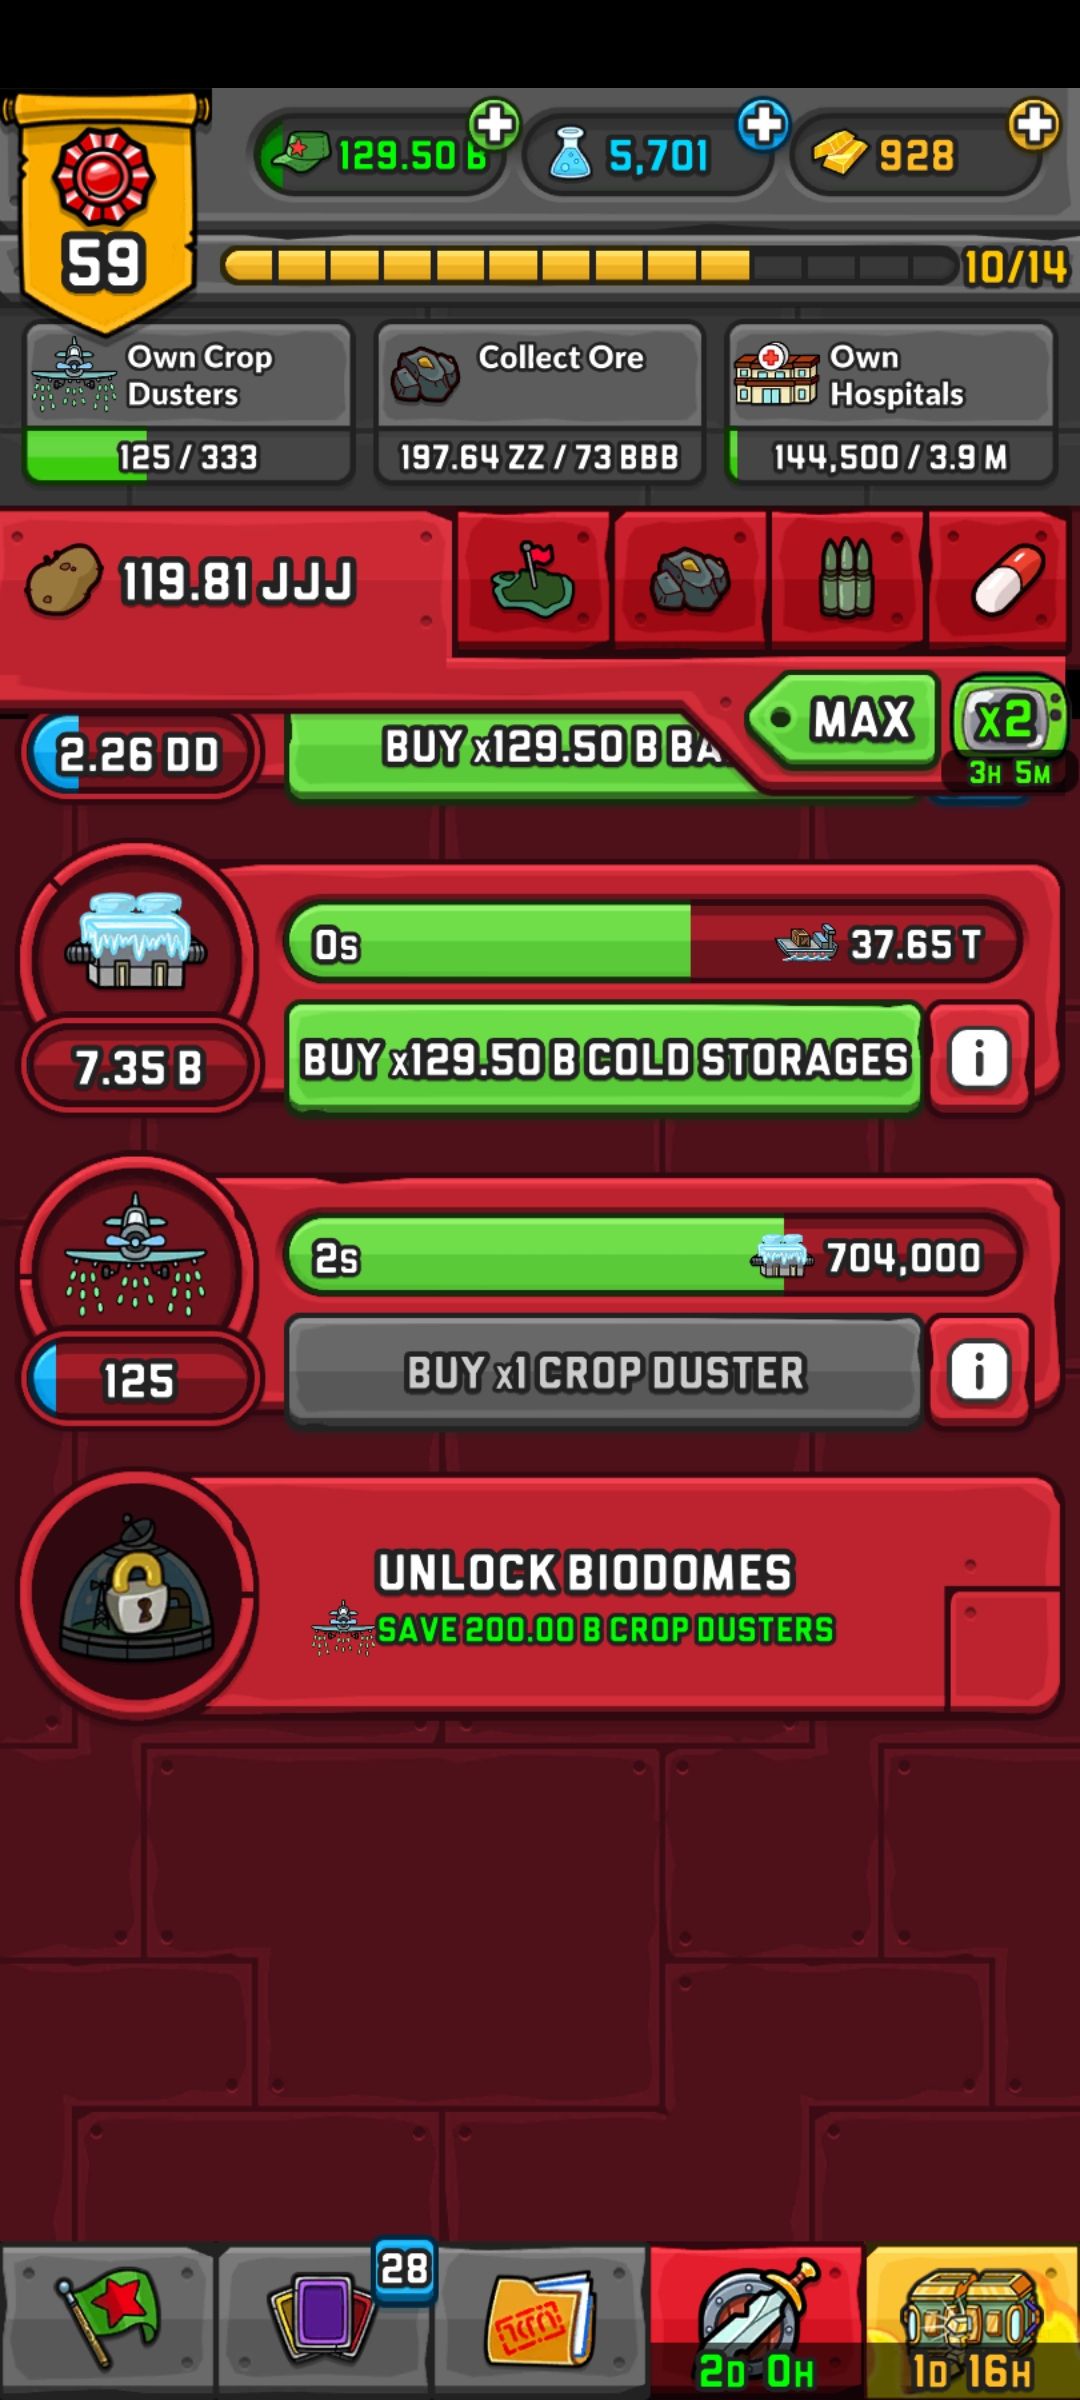 59
129.50 B
5,701
928
10/14
Own Crop
Dusters
125 / 333
Collect Ore
197.64 ZZ / 73 BBB
Own
Hospitals
144,500 / 3.9 M
119.81 JJJ
MAX
x2
3H 5M
2.26 DD
BUY x129.50 B BA
0s
37.65 T
7.35 B
BUY x129.50 B COLD STORAGES
i
2s
704,000
125
BUY x1 CROP DUSTER
i
UNLOCK BIODOMES
SAVE 200.00 B CROP DUSTERS
28
2D 0H
1D 16H